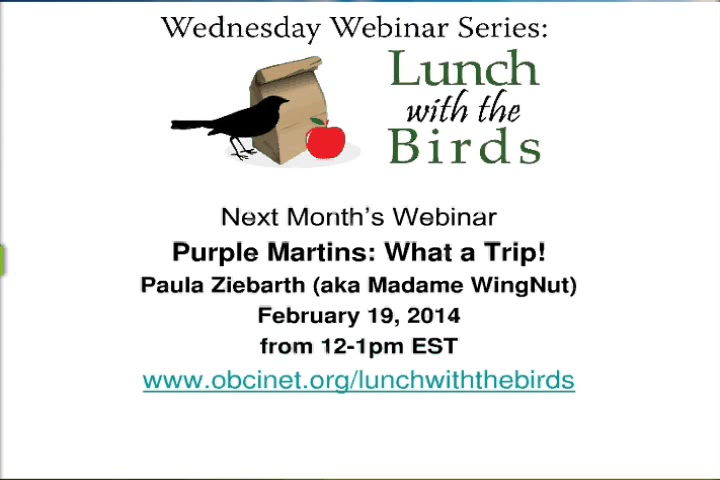 Wednesday Webinar Series:
Lunch
with the
Birds
Next Month's Webinar
Purple Martins: What a Trip!
Paula Ziebarth (aka Madame WingNut)
February 19, 2014
from 12-1pm EST
www.obcinet.org/lunchwiththebirds